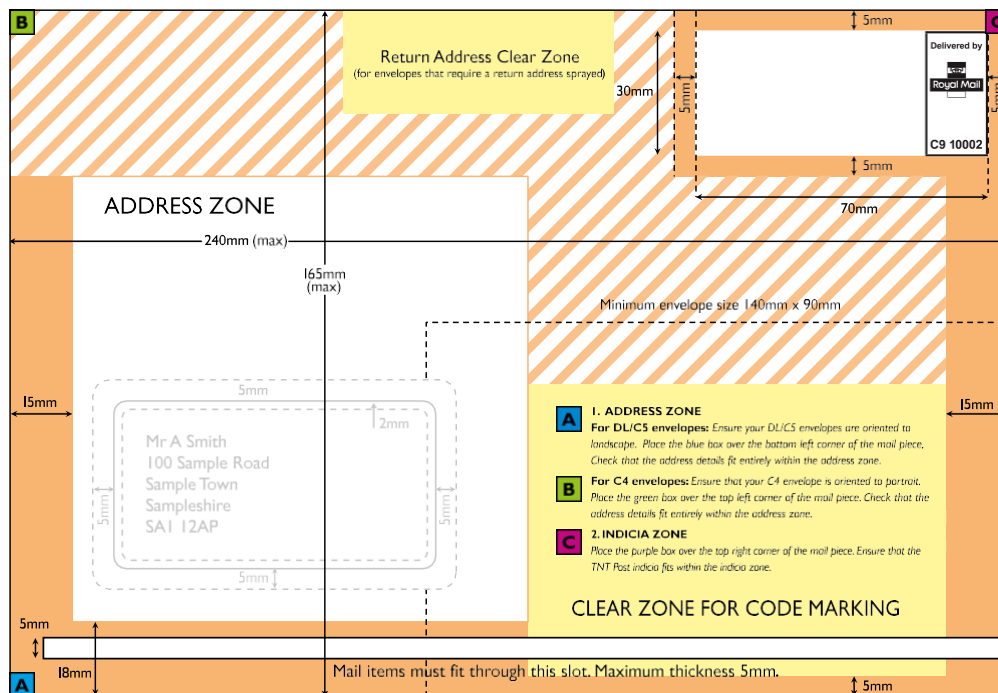 B
5mm
C
Return Address Clear Zone
(for envelopes that require a return address sprayed)
Delivered by
Royal Mail
C9 10002
30mm
5mm
5mm
5mm
70mm
ADDRESS ZONE
240mm (max)
165mm
(max)
Minimum envelope size 140mm x 90mm
15mm
15mm
5mm
2mm
Mr A Smith
100 Sample Road
Sample Town
Sampleshire
SA1 12AP
5mm
5mm
5mm
A
1. ADDRESS ZONE
For DL/C5 envelopes: Ensure your DL/C5 envelopes are oriented to
landscape. Place the blue box over the bottom left corner of the mail piece.
Check that the address details fit entirely within the address zone.
B
For C4 envelopes: Ensure that your C4 envelope is oriented to portrait.
Place the green box over the top left corner of the mail piece. Check that the
address details fit entirely within the address zone.
C
2. INDICIA ZONE
Place the purple box over the top right corner of the mail piece. Ensure that the
TNT Post indicia fits within the indicia zone.
CLEAR ZONE FOR CODE MARKING
5mm
18mm
Mail items must fit through this slot. Maximum thickness 5mm.
A
5mm